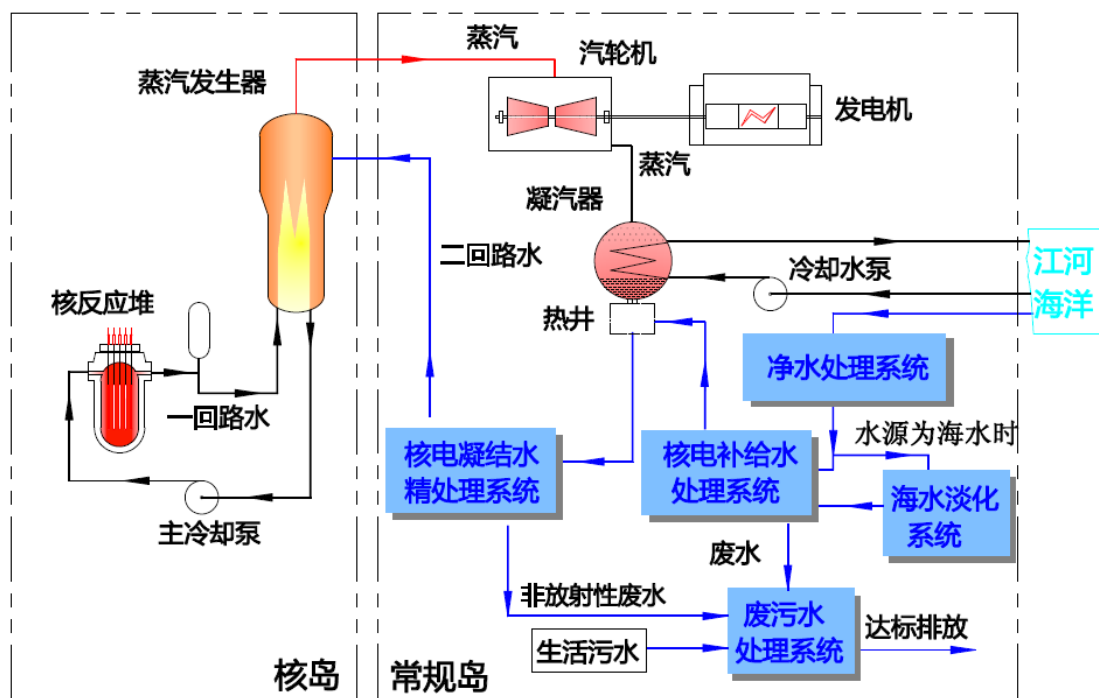 蒸汽
汽轮机
蒸汽发生器
发电机
蒸汽
凝汽器
二回路水
冷却水泵
江河
海洋
核反应堆
热井
净水处理系统
一回路水
水源为海水时
核电凝结水
精处理系统
核电补给水
处理系统
海水淡化
系统
主冷却泵
废水
非放射性废水
废污水
处理系统
达标排放
生活污水
核岛
常规岛